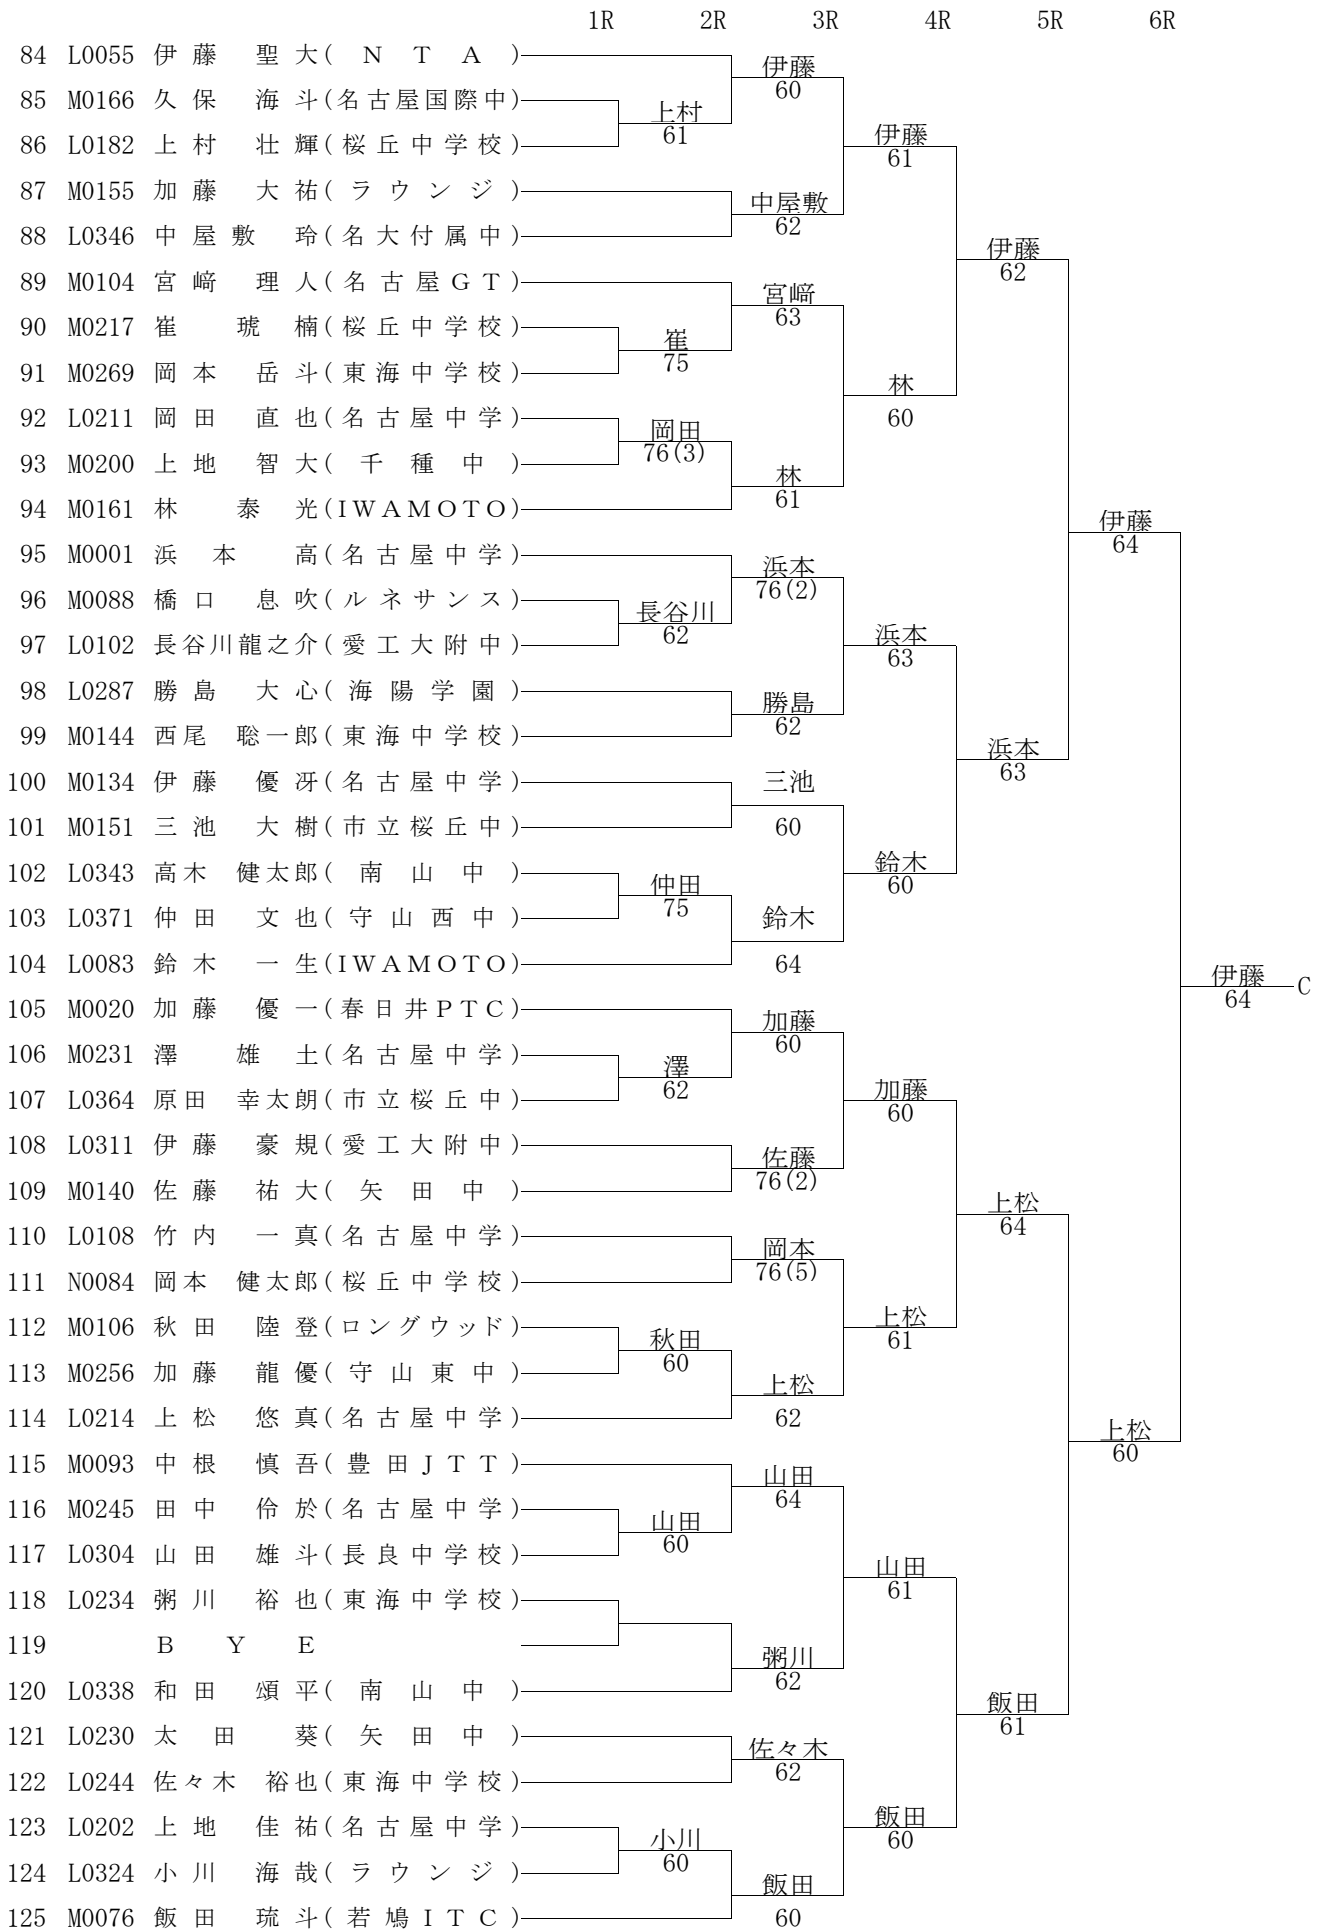 1R 2R 3R 4R 5R 6R
84 L0055 伊藤 聖大(NTA)
伊藤
60
85 M0166 久保 海斗(名古屋国際中)
上村
61
伊藤
61
86 L0182 上村 壮輝(桜丘中学校)
87 M0155 加藤 大祐(ラウンジ)
中屋敷
62
88 L0346 中屋敷 玲(名大付属中)
伊藤
62
89 M0104 宮﨑 理人(名古屋GT)
宮﨑
63
90 M0217 崔 琥楠(桜丘中学校)
崔
75
91 M0269 岡本 岳斗(東海中学校)
林
60
92 L0211 岡田 直也(名古屋中学)
岡田
76(3)
93 M0200 上地 智大(千種中)
林
61
94 M0161 林 泰光(IWAMOTO)
伊藤
64
95 M0001 浜本 高(名古屋中学)
浜本
76(2)
96 M0088 橋口 息吹(ルネサンス)
長谷川
62
97 L0102 長谷川龍之介(愛工大附中)
浜本
63
98 L0287 勝島 大心(海陽学園)
勝島
62
99 M0144 西尾 聡一郎(東海中学校)
浜本
63
100 M0134 伊藤 優冴(名古屋中学)
三池
60
101 M0151 三池 大樹(市立桜丘中)
102 L0343 高木 健太郎(南山中)
仲田
75
鈴木
60
103 L0371 仲田 文也(守山西中)
鈴木
64
104 L0083 鈴木 一生(IWAMOTO)
伊藤
64
C
105 M0020 加藤 優一(春日井PTC)
加藤
60
106 M0231 澤 雄土(名古屋中学)
澤
62
107 L0364 原田 幸太朗(市立桜丘中)
加藤
60
108 L0311 伊藤 豪規(愛工大附中)
佐藤
76(2)
109 M0140 佐藤 祐大(矢田中)
上松
64
110 L0108 竹内 一真(名古屋中学)
岡本
76(5)
111 N0084 岡本 健太郎(桜丘中学校)
112 M0106 秋田 陸登(ロングウッド)
秋田
60
上松
61
113 M0256 加藤 龍優(守山東中)
上松
62
114 L0214 上松 悠真(名古屋中学)
上松
60
115 M0093 中根 慎吾(豊田JTT)
山田
64
116 M0245 田中 伶於(名古屋中学)
山田
60
117 L0304 山田 雄斗(長良中学校)
山田
61
118 L0234 粥川 裕也(東海中学校)
119 BYE
粥川
62
120 L0338 和田 頌平(南山中)
飯田
61
121 L0230 太田 葵(矢田中)
佐々木
62
122 L0244 佐々木 裕也(東海中学校)
123 L0202 上地 佳祐(名古屋中学)
小川
60
飯田
60
124 L0324 小川 海哉(ラウンジ)
飯田
60
125 M0076 飯田 琉斗(若鳩ITC)